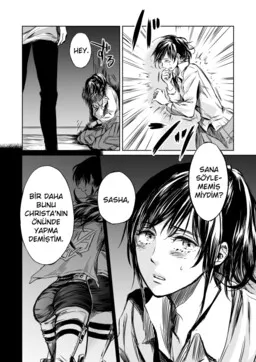 HEY.
SANA
SÖYLE-
MEMİŞ
MİYDİM?
SASHA,
BİR DAHA
BUNU
CHRISTA'NIN
ÖNÜNDE
YAPMA
DEMİŞTİM.